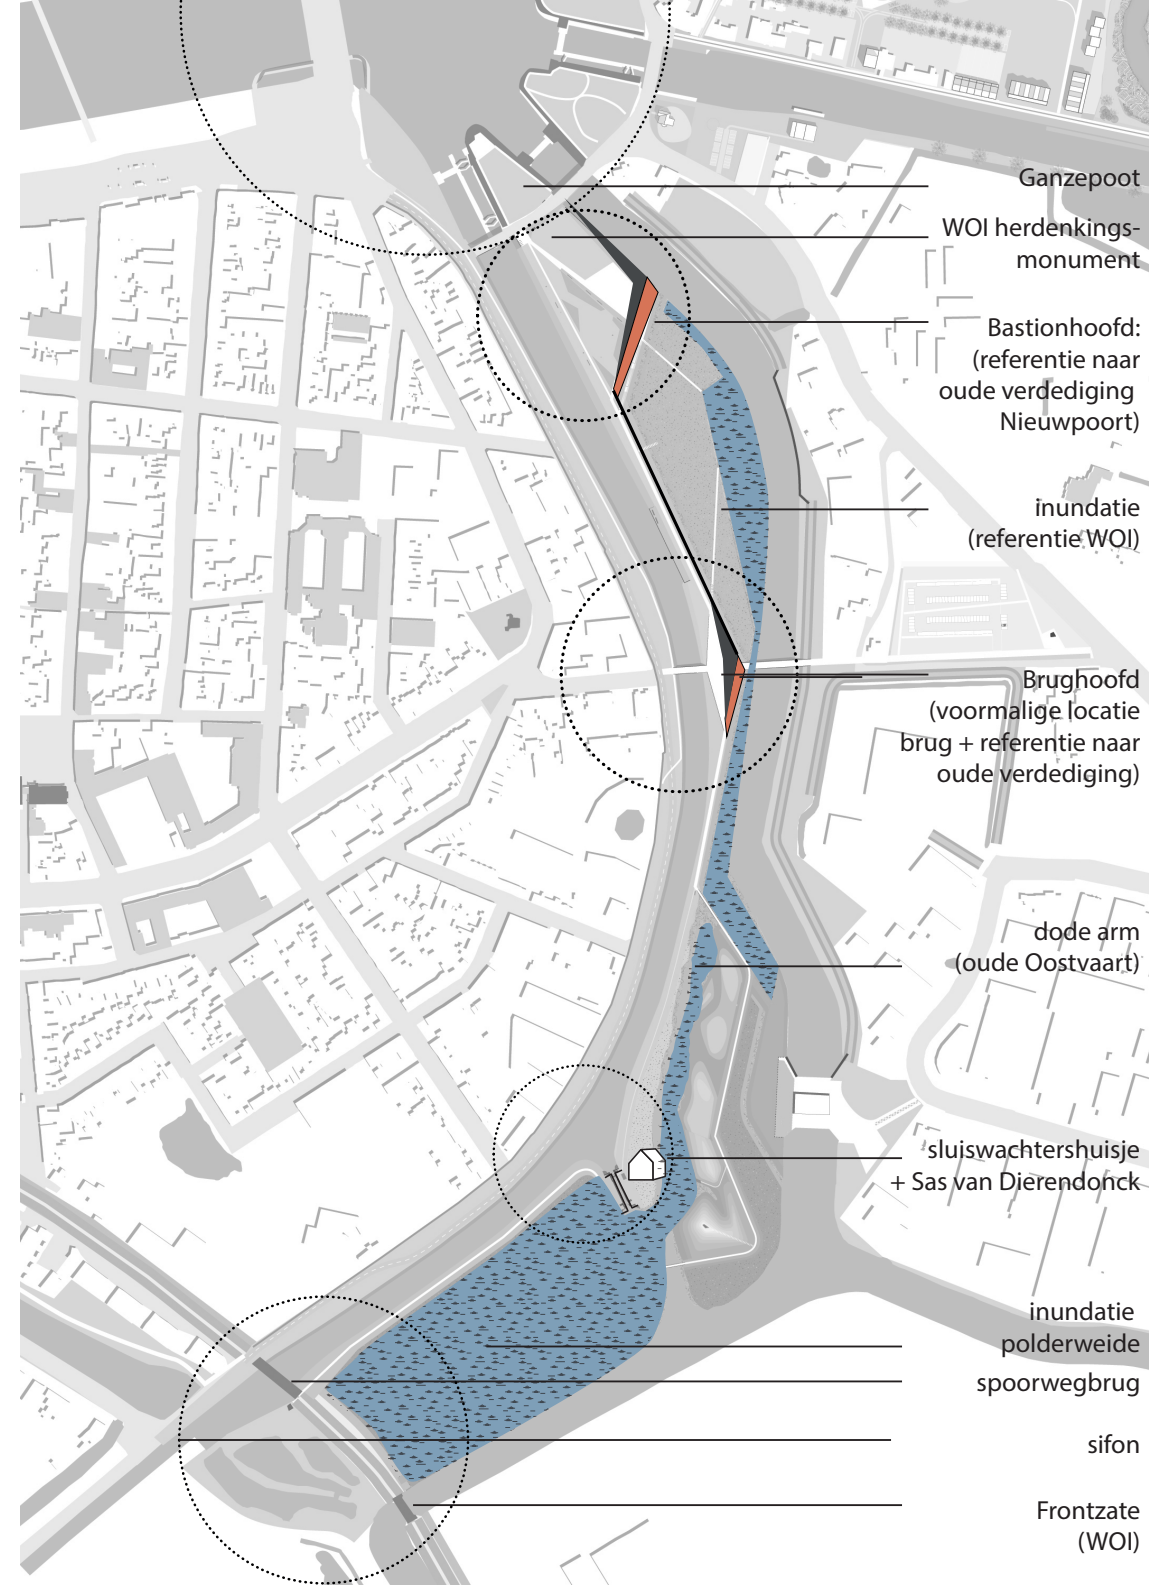 Ganzepoot
WOI herdenkings-
monument
Bastionhoofd:
(referentie naar
oude verdediging
Nieuwpoort)
inundatie
(referentie WOI)
Brughoofd
(voormalige locatie
brug + referentie naar
oude verdediging)
dode arm
(oude Oostvaart)
sluiswachtershuisje
+ Sas van Dierendonck
inundatie
polderweide
spoorwegbrug
sifon
Frontzate
(WOI)